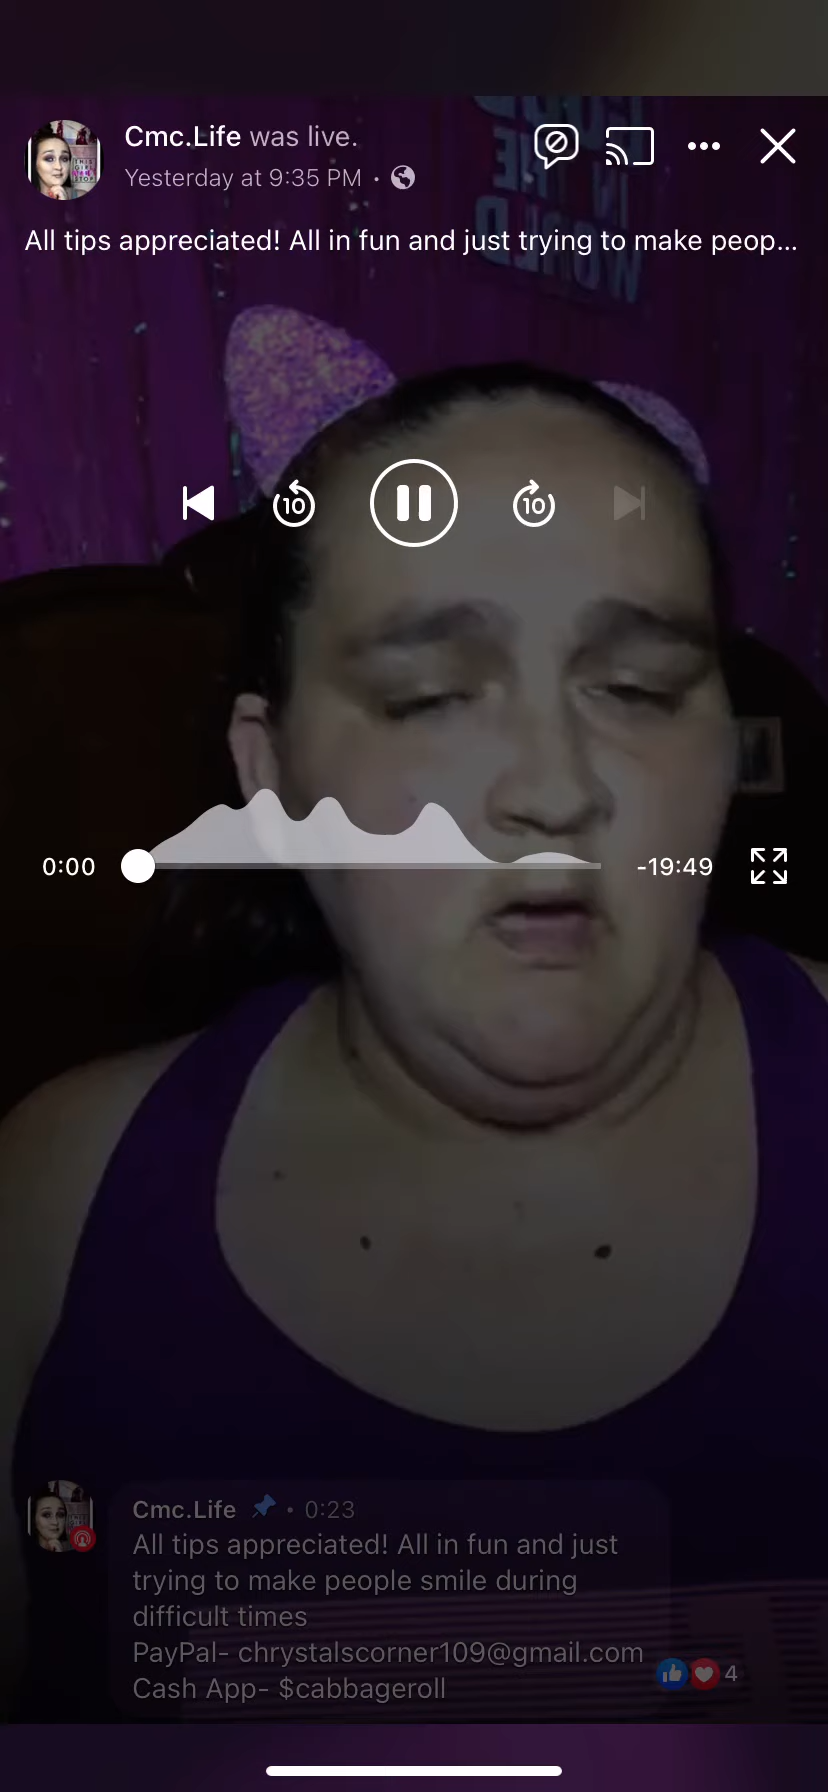 Cmc.Life was live.
Yesterday at 9:35 PM ·
All tips appreciated! All in fun and just trying to make peop...
10
10
0:00
-19:49
Cmc.Life · 0:23
All tips appreciated! All in fun and just
trying to make people smile during
difficult times
PayPal- chrystalscorner109@gmail.com
Cash App- $cabbageroll
4